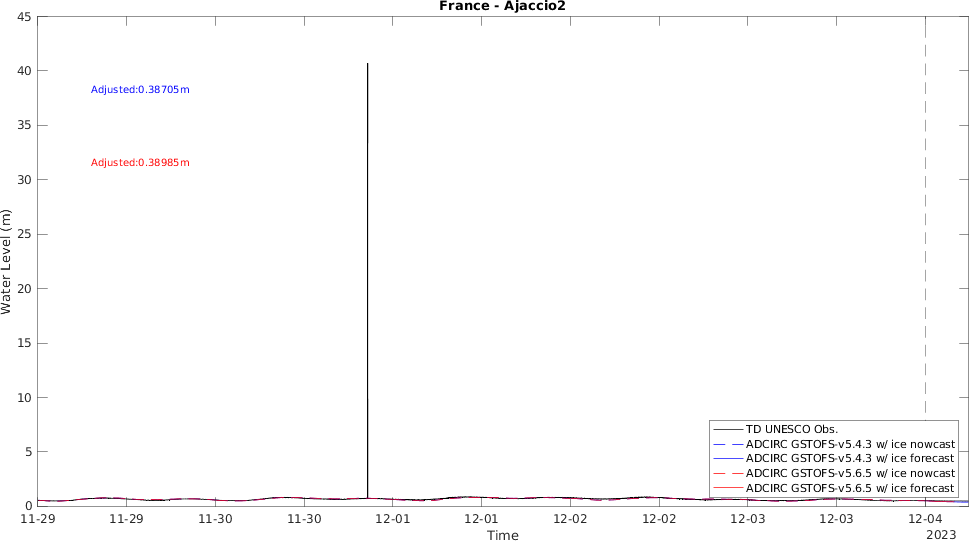 France - Ajaccio2
45
40
35
30
25
20
15
10
5
0
Water Level (m)
Adjusted:0.38705m
Adjusted:0.38985m
TD UNESCO Obs.
ADCIRC GSTOFS-v5.4.3 w/ ice nowcast
ADCIRC GSTOFS-v5.4.3 w/ ice forecast
ADCIRC GSTOFS-v5.6.5 w/ ice nowcast
ADCIRC GSTOFS-v5.6.5 w/ ice forecast
11-29 11-29 11-30 11-30 12-01 12-01 12-02 12-02 12-03 12-03 12-04
Time
2023